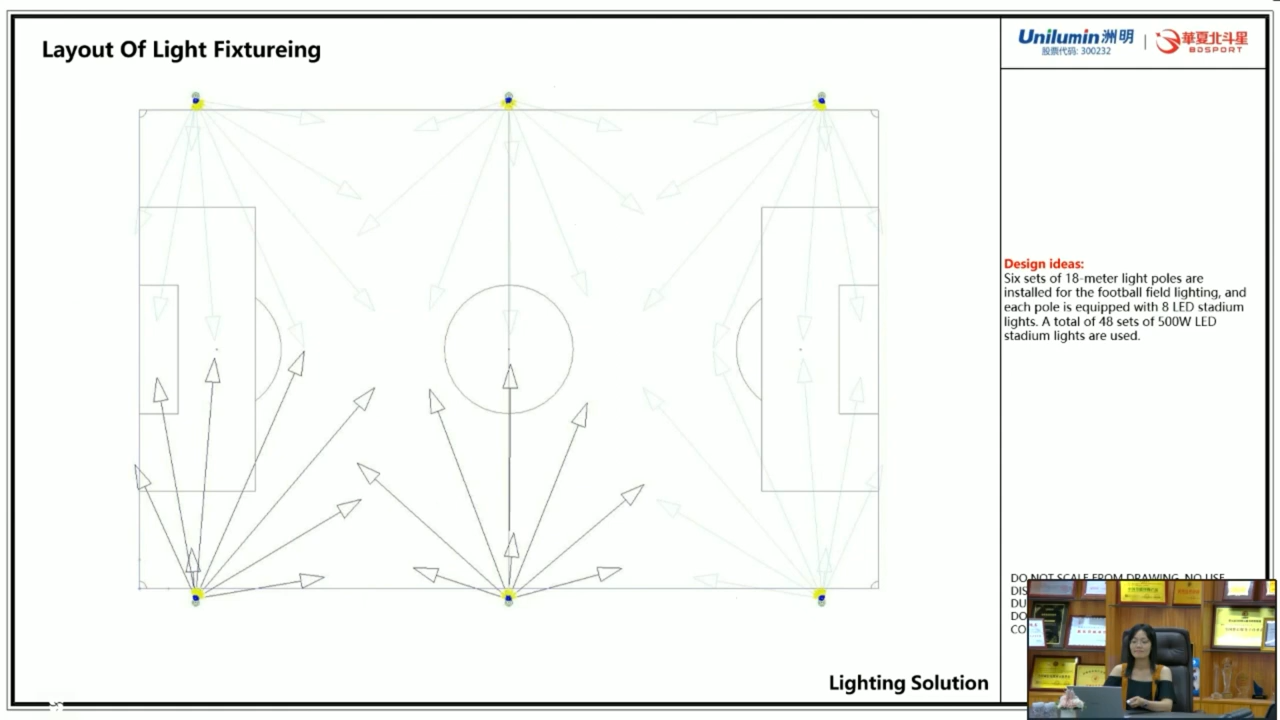 Layout Of Light Fixtureing
Unilumin洲明
股票代码: 300232
華夏北斗星
BDSPORT
Design ideas:
Six sets of 18-meter light poles are
installed for the football field lighting, and
each pole is equipped with 8 LED stadium
lights. A total of 48 sets of 500W LED
stadium lights are used.
DO NOT SCALE FROM DRAWING, NO USE
Lighting Solution